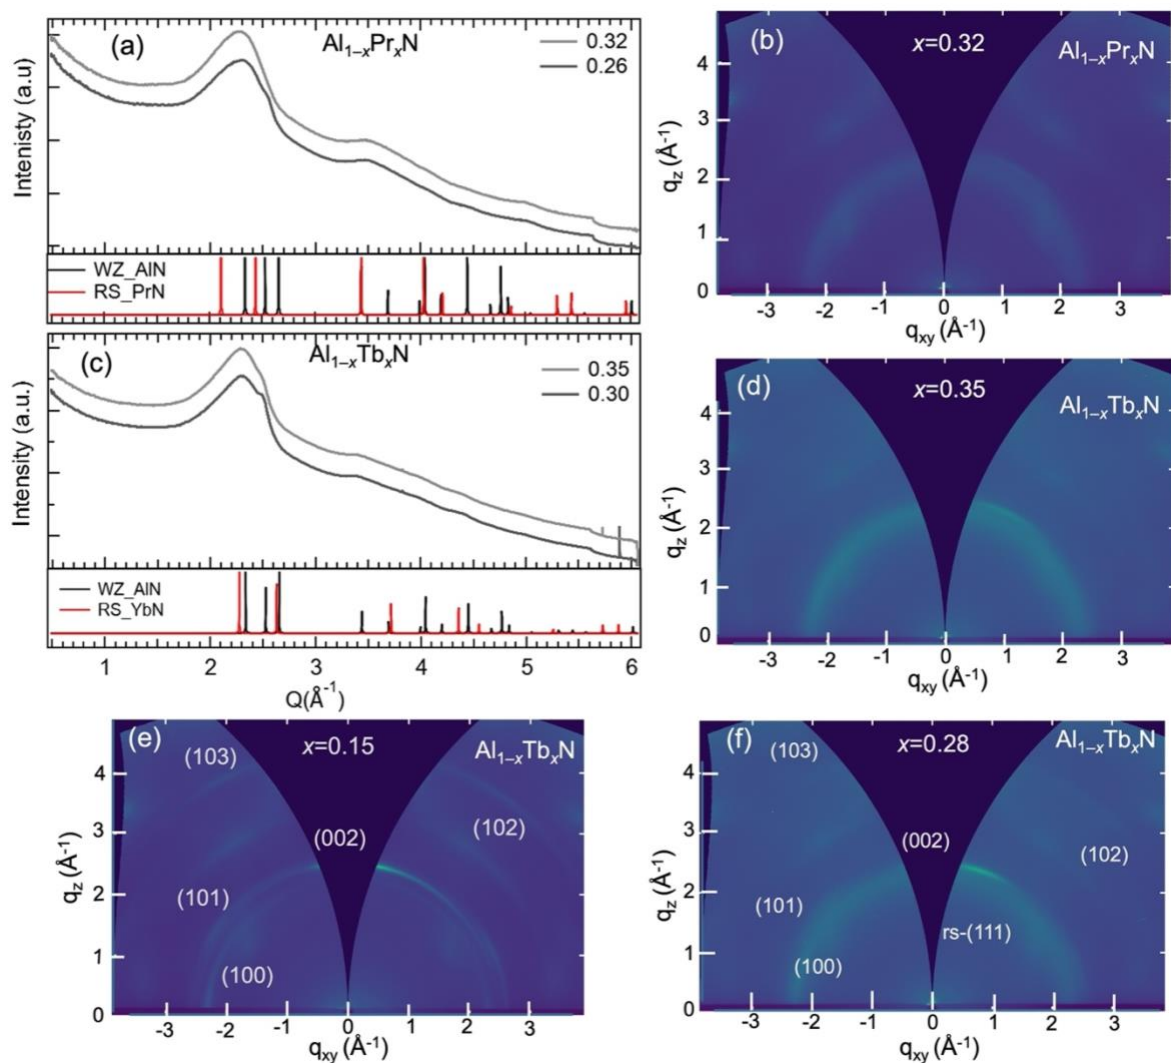 (a) Al1–xPrxN
0.32
0.26
Intenisty (a.u)
WZ_AlN
RS_PrN
(b) x=0.32 Al1–xPrxN
4
3
2
1
0
qz (Å-1)
-3 -2 -1 0 1 2 3
qxy (Å-1)
(c) Al1–xTbxN
0.35
0.30
Intensity (a.u.)
WZ_AlN
RS_YbN
1 2 3 4 5 6
Q(Å-1)
(d) x=0.35 Al1–xTbxN
4
3
2
1
0
qz (Å-1)
-3 -2 -1 0 1 2 3
qxy (Å-1)
(e) x=0.15 Al1–xTbxN
(103)
(002)
(102)
(101)
(100)
4
3
2
1
0
qz (Å-1)
-3 -2 -1 0 1 2 3
qxy (Å-1)
(f) x=0.28 Al1–xTbxN
(103)
(002)
(102)
(101)
rs-(111)
(100)
4
3
2
1
0
qz (Å-1)
-3 -2 -1 0 1 2 3
qxy (Å-1)